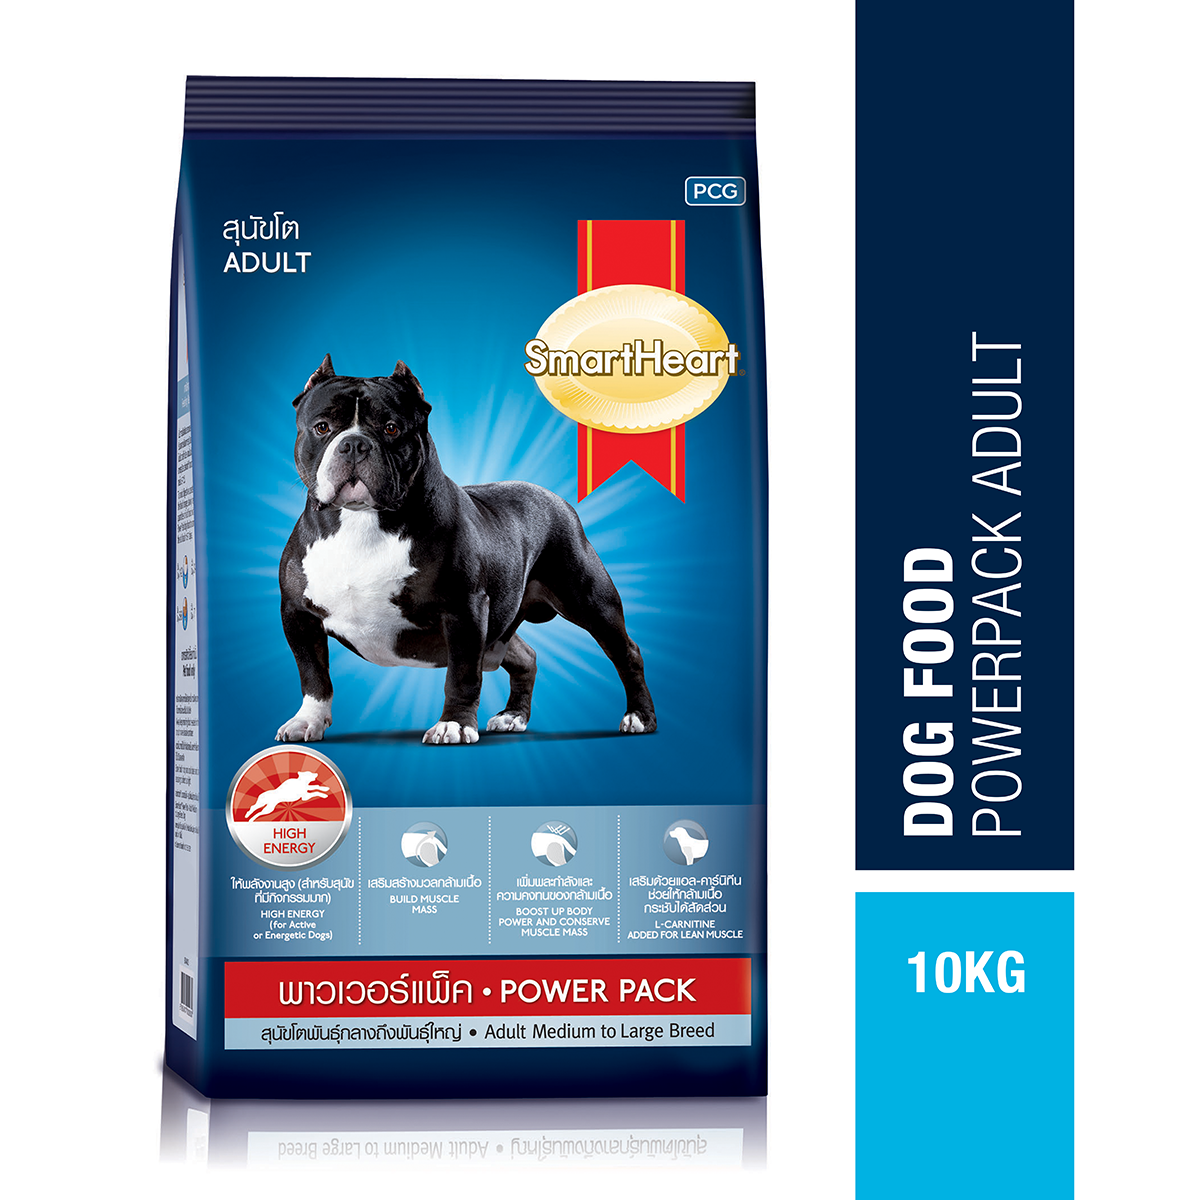 PCG
สุนัขโต
ADULT
SmartHeart
HIGH
ENERGY
ให้พลังงานสูง (สำหรับสุนัข
ที่มีกิจกรรมมาก)
HIGH ENERGY
(for Active
or Energetic Dogs)
เสริมสร้างมวลกล้ามเนื้อ
BUILD MUSCLE
MASS
เพิ่มพละกำลังและ
ความคงทนของกล้ามเนื้อ
BOOST UP BODY
POWER AND CONSERVE
MUSCLE MASS
เสริมด้วยแอล-คาร์นิทีน
ช่วยให้กล้ามเนื้อ
กระชับได้สัดส่วน
L-CARNITINE
ADDED FOR LEAN MUSCLE
พาวเวอร์แพ็ค • POWER PACK
สุนัขโตพันธุ์กลางถึงพันธุ์ใหญ่ • Adult Medium to Large Breed
DOG FOOD
POWERPACK ADULT
10KG